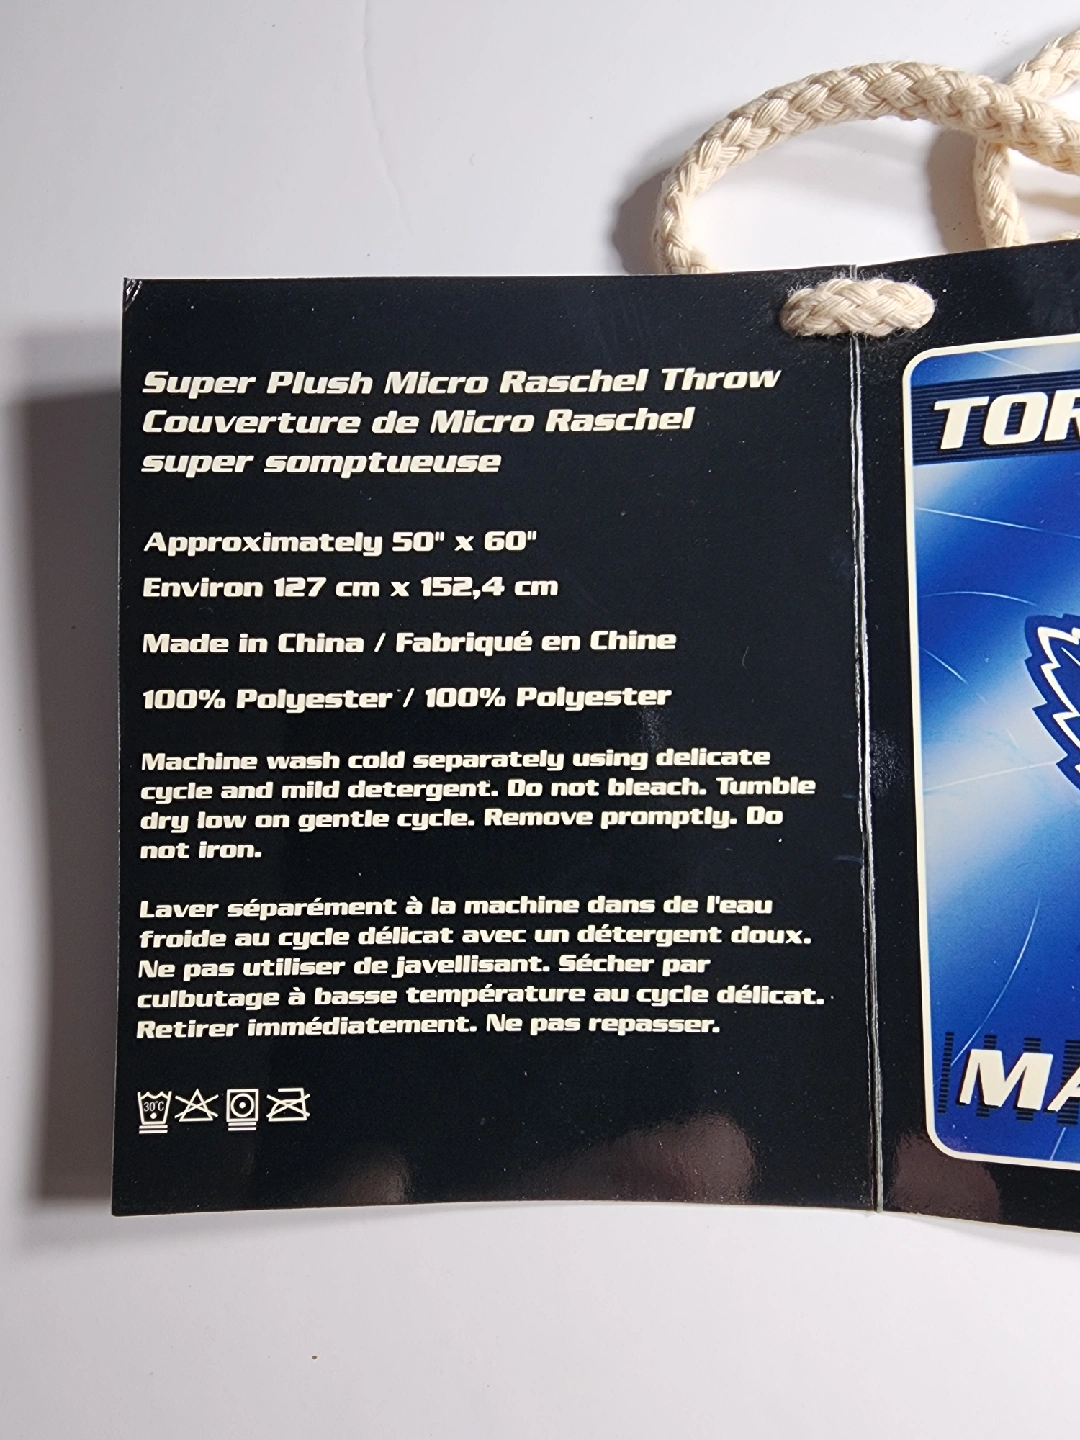 Super Plush Micro Raschel Throw
Couverture de Micro Raschel
super somptueuse
Approximately 50" x 60"
Environ 127 cm x 152,4 cm
Made in China / Fabriqué en Chine
100% Polyester / 100% Polyester
Machine wash cold separately using delicate
cycle and mild detergent. Do not bleach. Tumble
dry low on gentle cycle. Remove promptly. Do
not iron.
Laver séparément à la machine dans de l'eau
froide au cycle délicat avec un détergent doux.
Ne pas utiliser de javellisant. Sécher par
culbutage à basse température au cycle délicat.
Retirer immédiatement. Ne pas repasser.
30°C